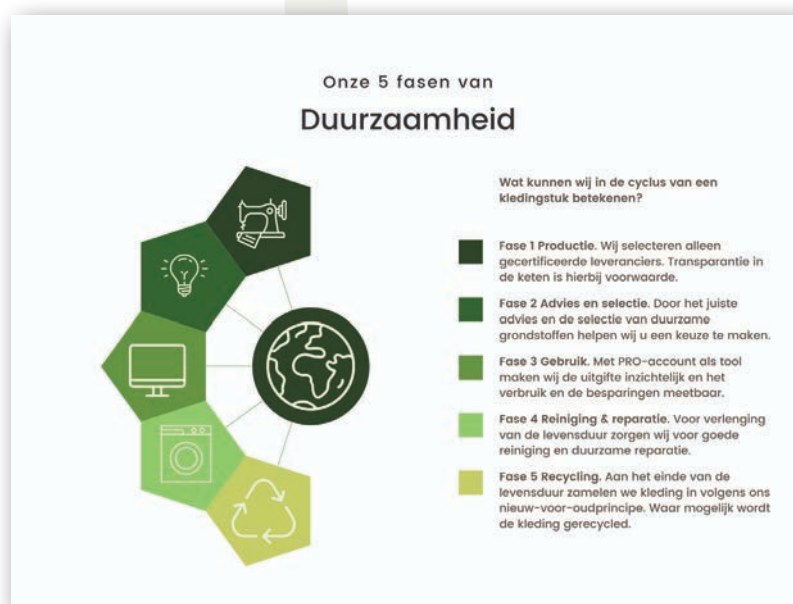 Onze 5 fasen van
Duurzaamheid
Wat kunnen wij in de cyclus van een
kledingstuk betekenen?
Fase 1 Productie. Wij selecteren alleen
gecertificeerde leveranciers. Transparantie in
de keten is hierbij voorwaarde.
Fase 2 Advies en selectie. Door het juiste
advies en de selectie van duurzame
grondstoffen helpen wij u een keuze te maken.
Fase 3 Gebruik. Met PRO-account als tool
maken wij de uitgifte inzichtelijk en het
verbruik en de besparingen meetbaar.
Fase 4 Reiniging & reparatie. Voor verlenging
van de levensduur zorgen wij voor goede
reiniging en duurzame reparatie.
Fase 5 Recycling. Aan het einde van de
levensduur zamelen we kleding in volgens ons
nieuw-voor-oudprincipe. Waar mogelijk wordt
de kleding gerecycled.